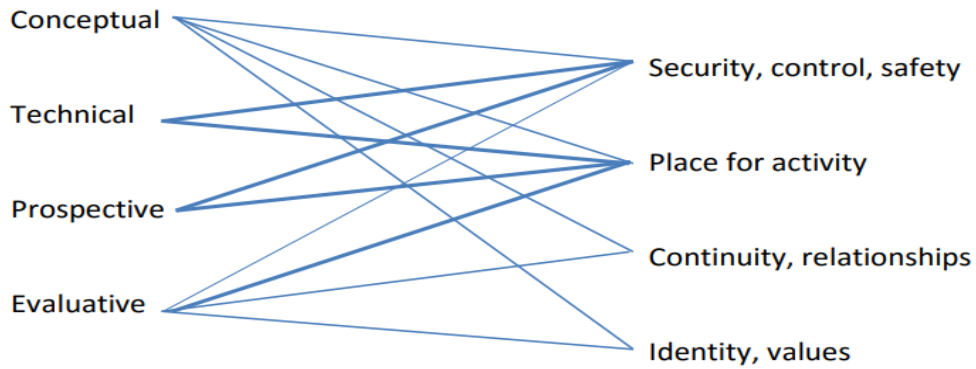 Conceptual
Technical
Prospective
Evaluative
Security, control, safety
Place for activity
Continuity, relationships
Identity, values